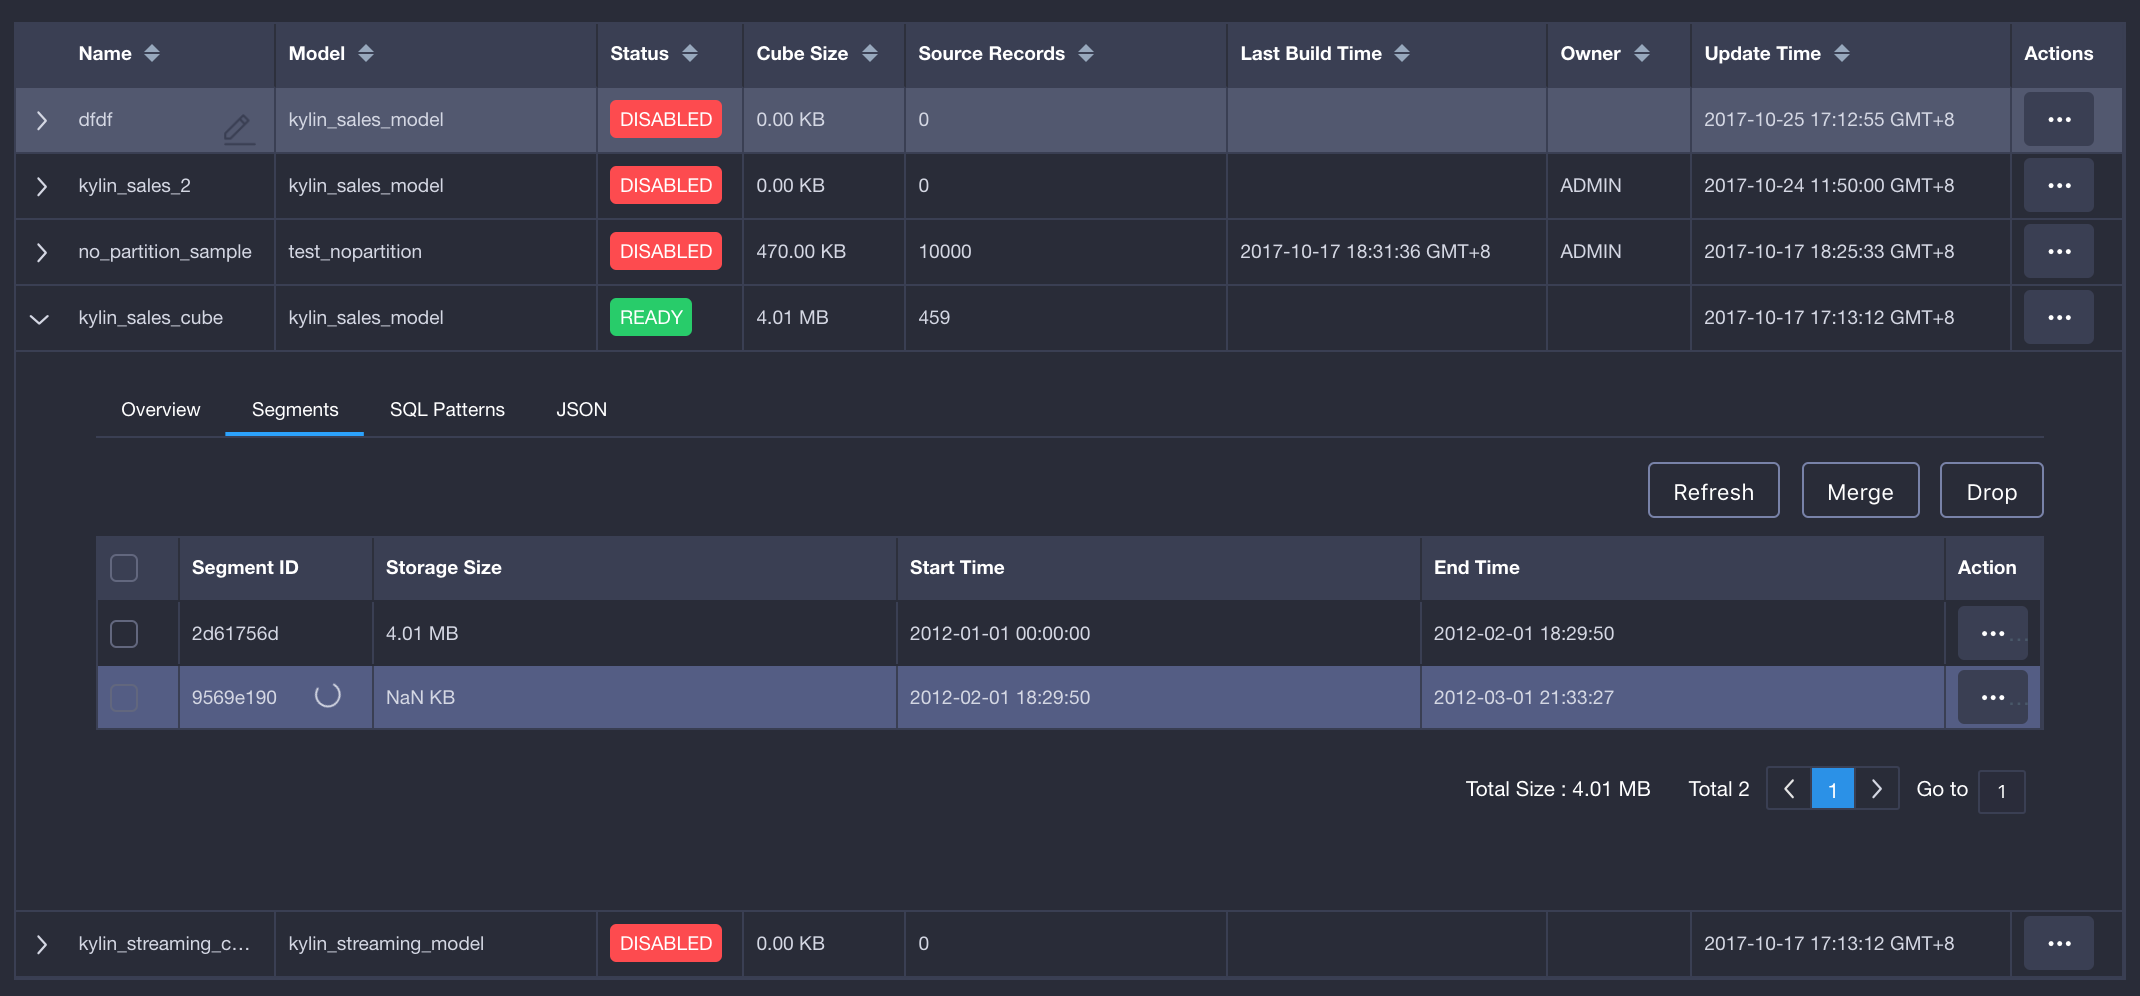 Name Model Status Cube Size Source Records Last Build Time Owner Update Time Actions
dfdf kylin_sales_model DISABLED 0.00 KB 0 2017-10-25 17:12:55 GMT+8
kylin_sales_2 kylin_sales_model DISABLED 0.00 KB 0 ADMIN 2017-10-24 11:50:00 GMT+8
no_partition_sample test_nopartition DISABLED 470.00 KB 10000 2017-10-17 18:31:36 GMT+8 ADMIN 2017-10-17 18:25:33 GMT+8
kylin_sales_cube kylin_sales_model READY 4.01 MB 459 2017-10-17 17:13:12 GMT+8
Overview Segments SQL Patterns JSON
Refresh Merge Drop
Segment ID Storage Size Start Time End Time Action
2d61756d 4.01 MB 2012-01-01 00:00:00 2012-02-01 18:29:50
9569e190 NaN KB 2012-02-01 18:29:50 2012-03-01 21:33:27
Total Size : 4.01 MB Total 2 1 Go to 1
kylin_streaming_c... kylin_streaming_model DISABLED 0.00 KB 0 2017-10-17 17:13:12 GMT+8